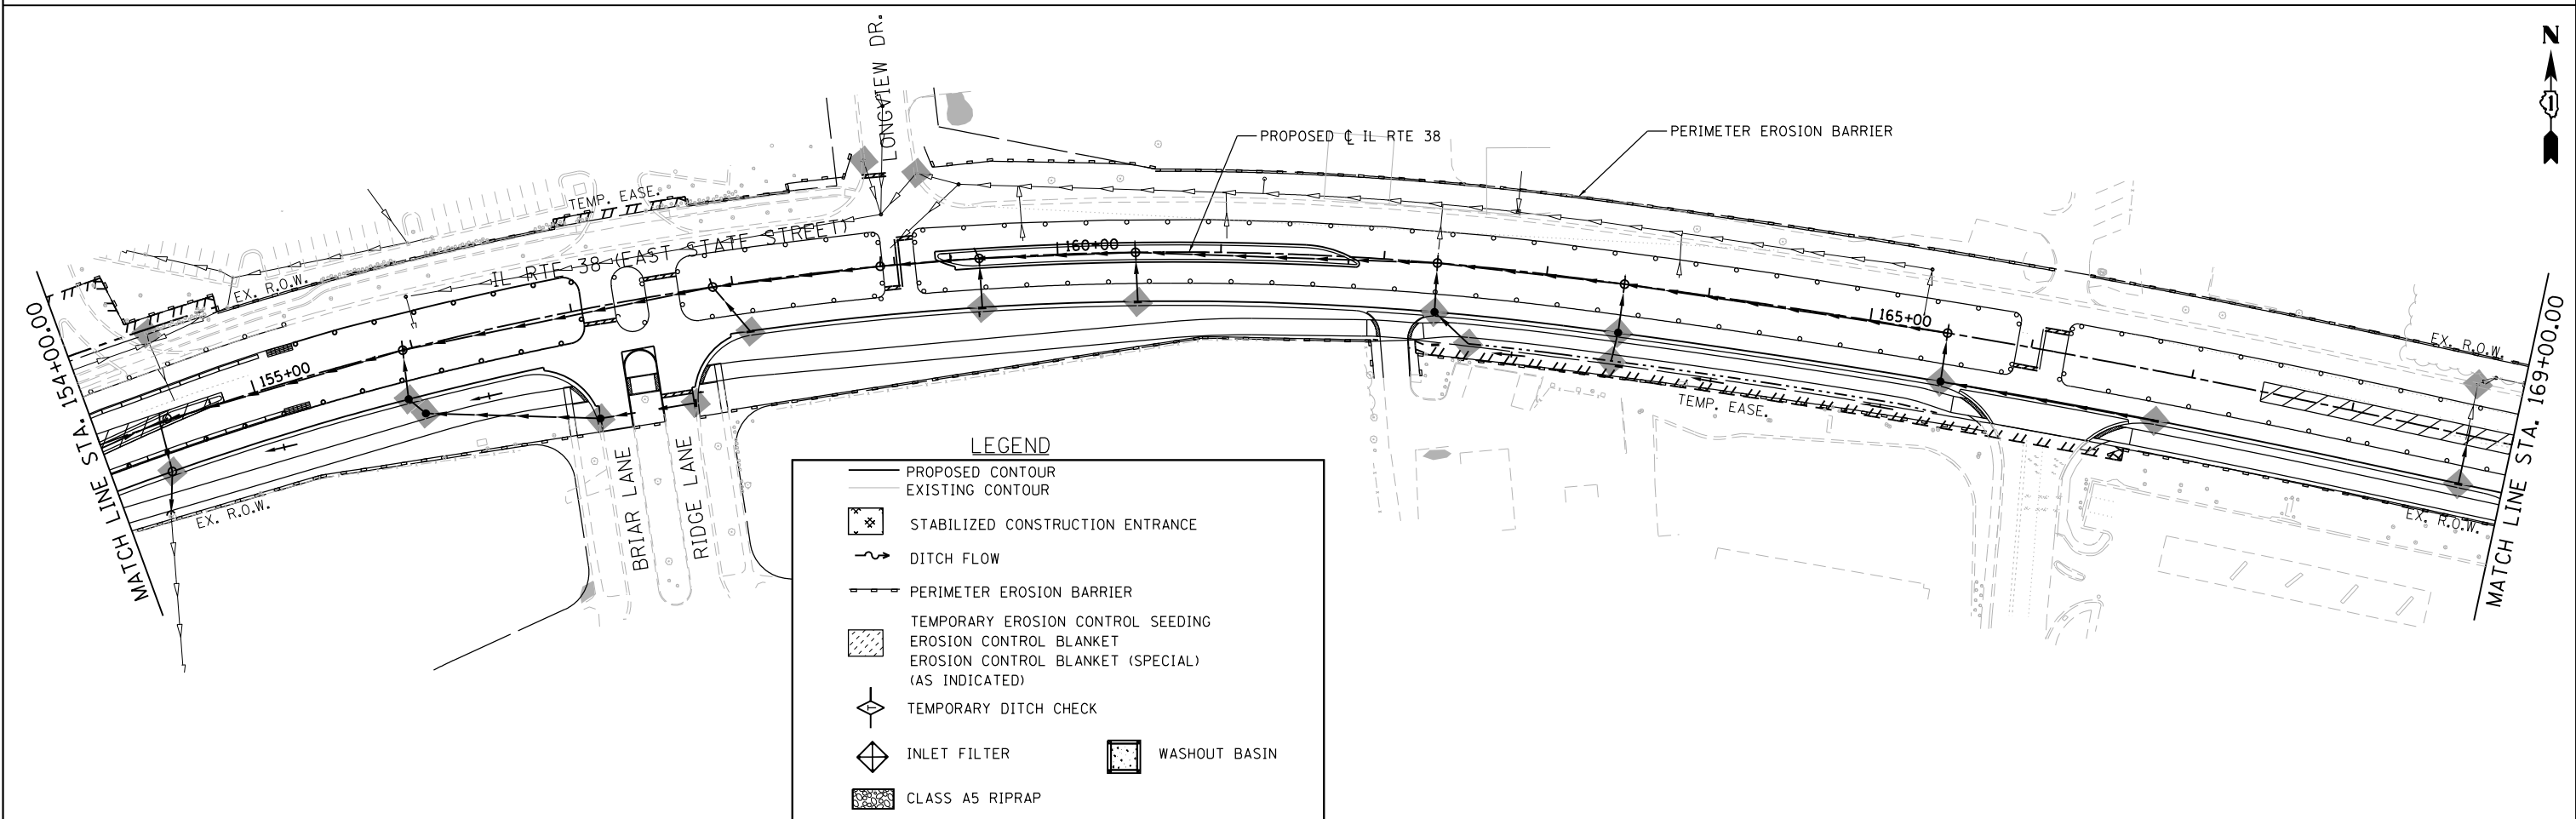 N
LONGVIEW DR.
PROPOSED ℄ IL RTE 38
PERIMETER EROSION BARRIER
TEMP. EASE.
IL RTE 38 (EAST STATE STREET)
EX. R.O.W.
155+00
160+00
165+00
EX. R.O.W.
MATCH LINE STA. 154+00.00
EX. R.O.W.
BRIAR LANE
RIDGE LANE
TEMP. EASE.
EX. R.O.W.
MATCH LINE STA. 169+00.00
LEGEND
PROPOSED CONTOUR
EXISTING CONTOUR
STABILIZED CONSTRUCTION ENTRANCE
DITCH FLOW
PERIMETER EROSION BARRIER
TEMPORARY EROSION CONTROL SEEDING
EROSION CONTROL BLANKET
EROSION CONTROL BLANKET (SPECIAL)
(AS INDICATED)
TEMPORARY DITCH CHECK
INLET FILTER
WASHOUT BASIN
CLASS A5 RIPRAP